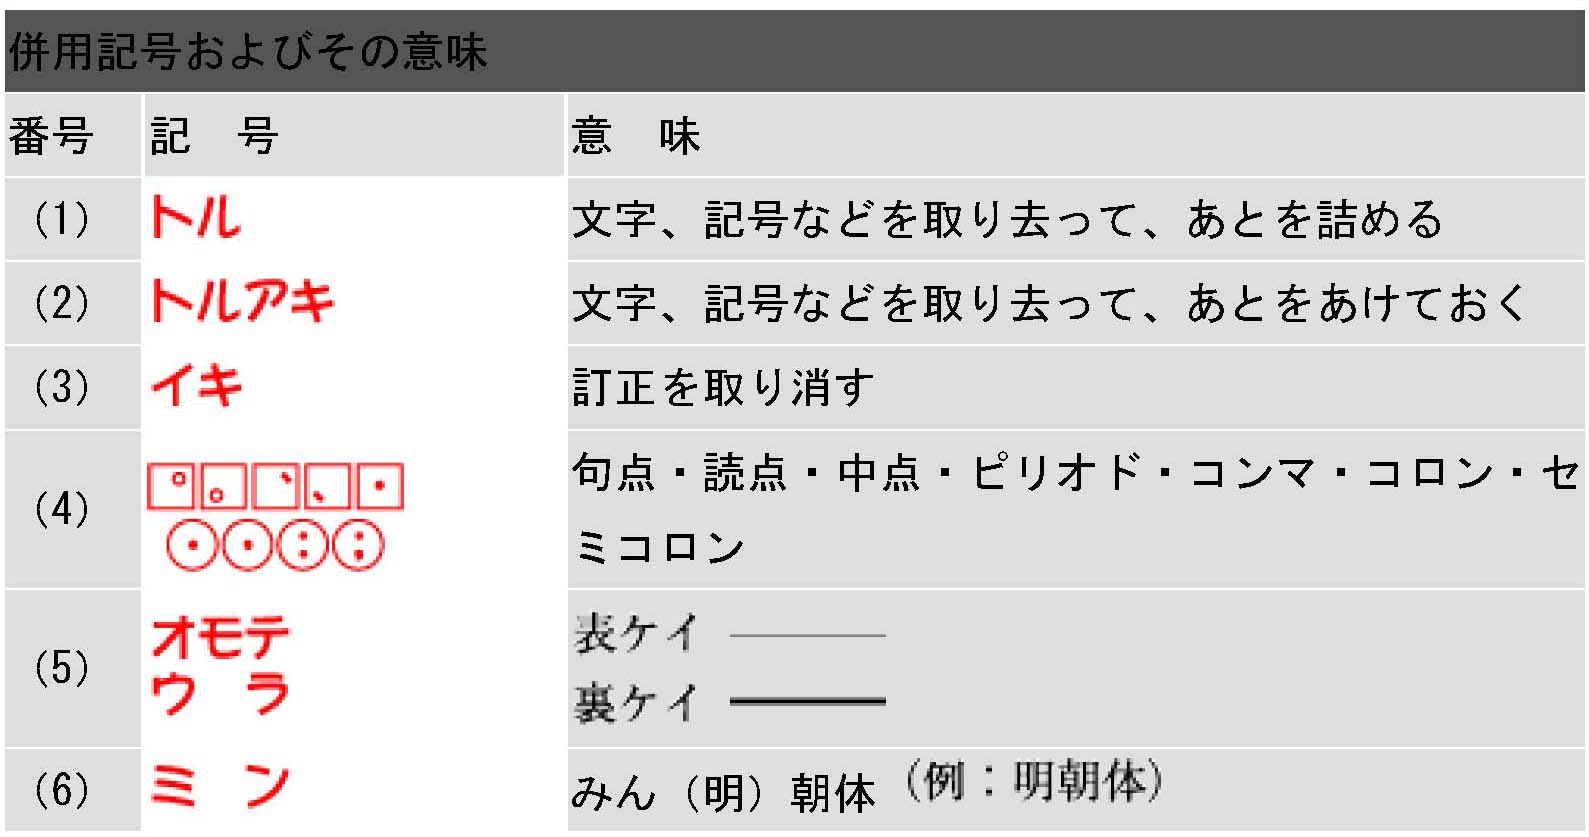 併用記号およびその意味
番号 記　号 意　味
(1) トル 文字、記号などを取り去って、あとを詰める
(2) トルアキ 文字、記号などを取り去って、あとをあけておく
(3) イキ 訂正を取り消す
(4) 句点・読点・中点・ピリオド・コンマ・コロン・セ
ミコロン
(5) オモテ 表ケイ
ウ　ラ 裏ケイ
(6) ミ　ン みん（明）朝体（例：明朝体）